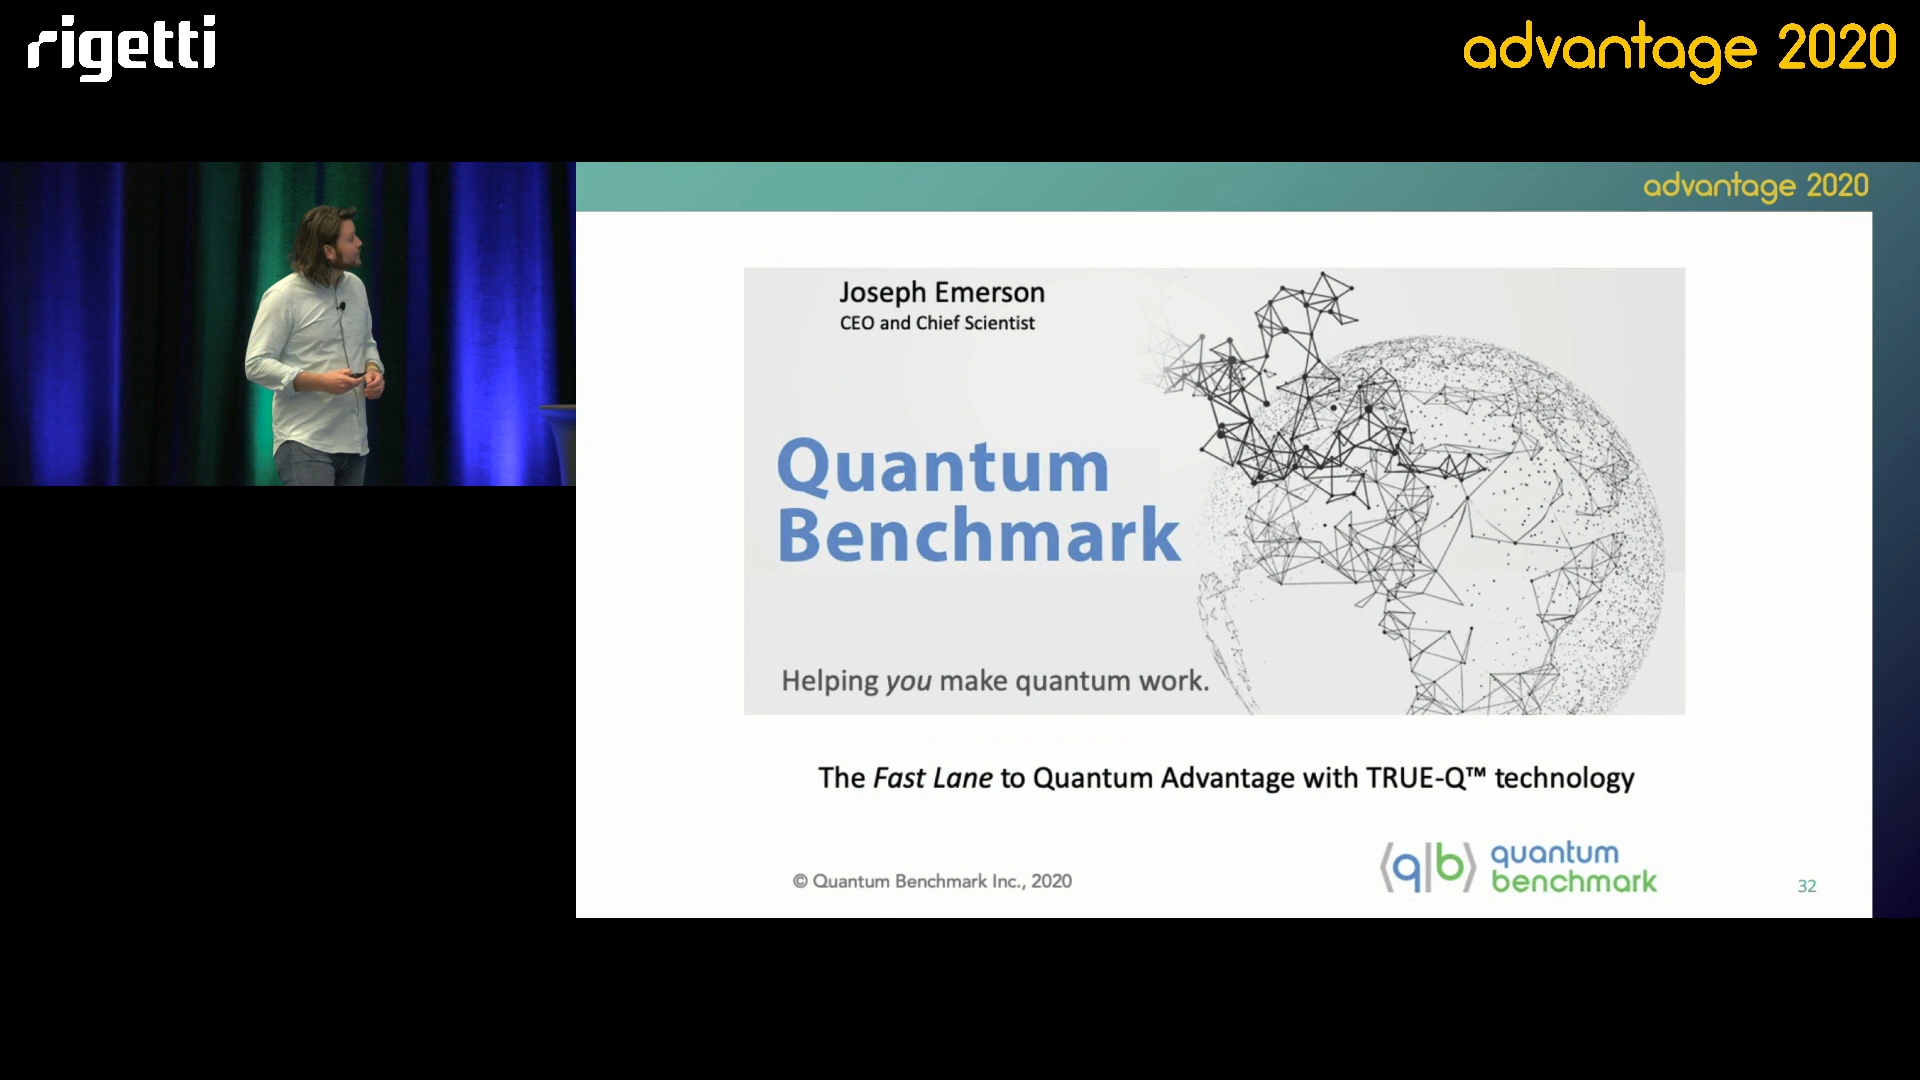 rigetti
advantage 2020
advantage 2020
Joseph Emerson
CEO and Chief Scientist
Quantum
Benchmark
Helping you make quantum work.
The Fast Lane to Quantum Advantage with TRUE-Q™ technology
© Quantum Benchmark Inc., 2020
⟨q|b⟩ quantum
benchmark
32